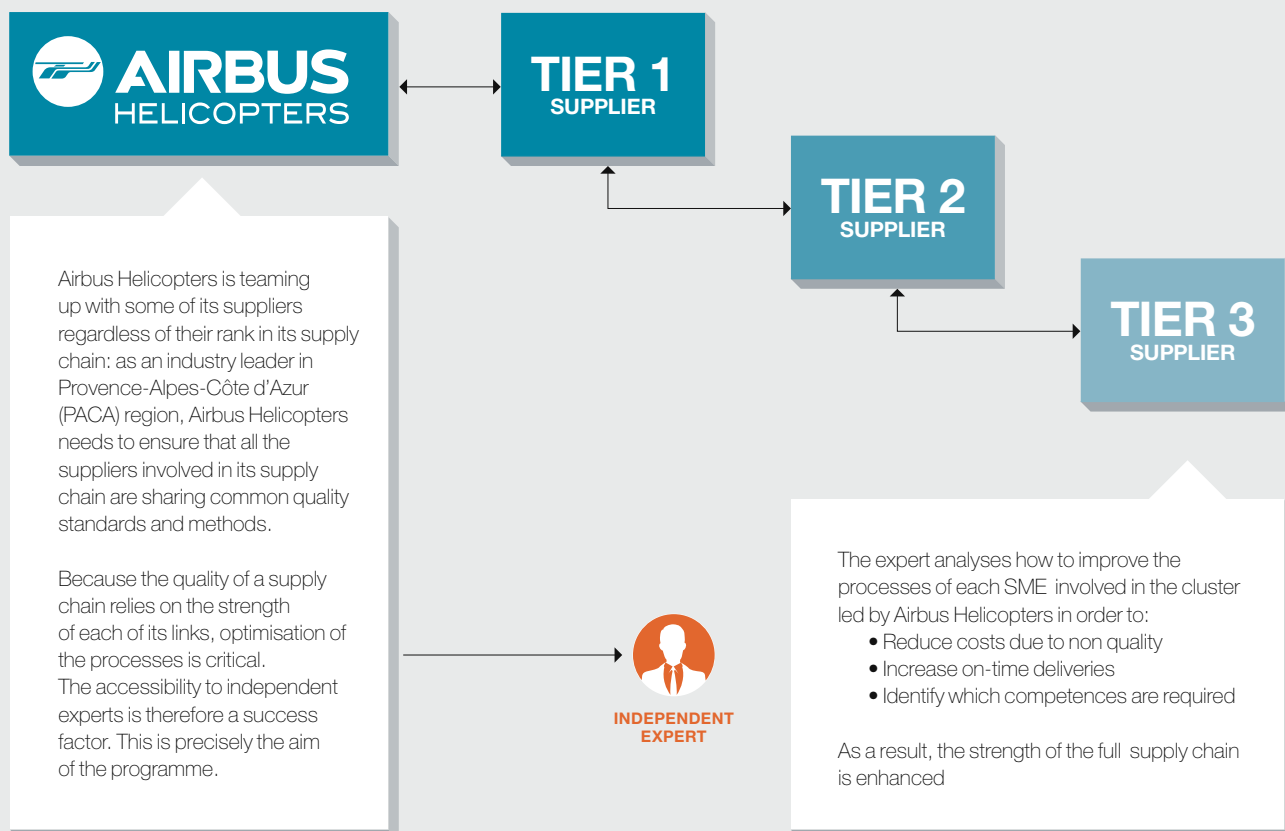 AIRBUS
HELICOPTERS
TIER 1
SUPPLIER
TIER 2
SUPPLIER
TIER 3
SUPPLIER
Airbus Helicopters is teaming
up with some of its suppliers
regardless of their rank in its supply
chain: as an industry leader in
Provence-Alpes-Côte d'Azur
(PACA) region, Airbus Helicopters
needs to ensure that all the
suppliers involved in its supply
chain are sharing common quality
standards and methods.
Because the quality of a supply
chain relies on the strength
of each of its links, optimisation of
the processes is critical.
The accessibility to independent
experts is therefore a success
factor. This is precisely the aim
of the programme.
INDEPENDENT
EXPERT
The expert analyses how to improve the
processes of each SME involved in the cluster
led by Airbus Helicopters in order to:
• Reduce costs due to non quality
• Increase on-time deliveries
• Identify which competences are required
As a result, the strength of the full supply chain
is enhanced